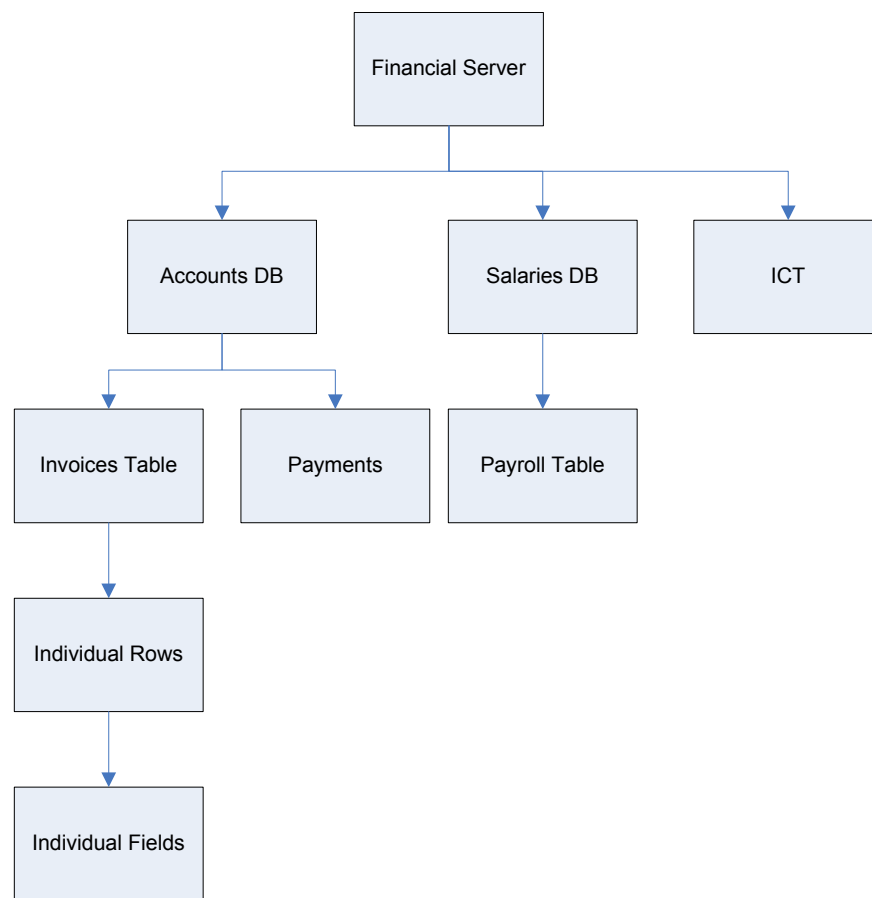 Financial Server
Accounts DB
Salaries DB
ICT
Invoices Table
Payments
Payroll Table
Individual Rows
Individual Fields